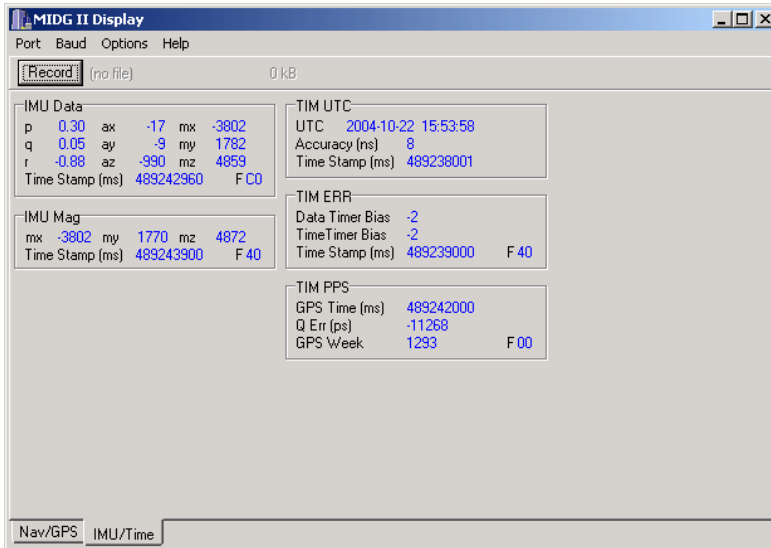 MIDG II Display
Port Baud Options Help
Record (no file) 0 kB
IMU Data
p 0.30 ax -17 mx -3802
q 0.05 ay -9 my 1782
r -0.88 az -990 mz 4859
Time Stamp (ms) 489242960 F C0
IMU Mag
mx -3802 my 1770 mz 4872
Time Stamp (ms) 489243900 F 40
TIM UTC
UTC 2004-10-22 15:53:58
Accuracy (ns) 8
Time Stamp (ms) 489238001
TIM ERR
Data Timer Bias -2
TimeTimer Bias -2
Time Stamp (ms) 489239000 F 40
TIM PPS
GPS Time (ms) 489242000
Q Err (ps) -11268
GPS Week 1293 F 00
Nav/GPS IMU/Time